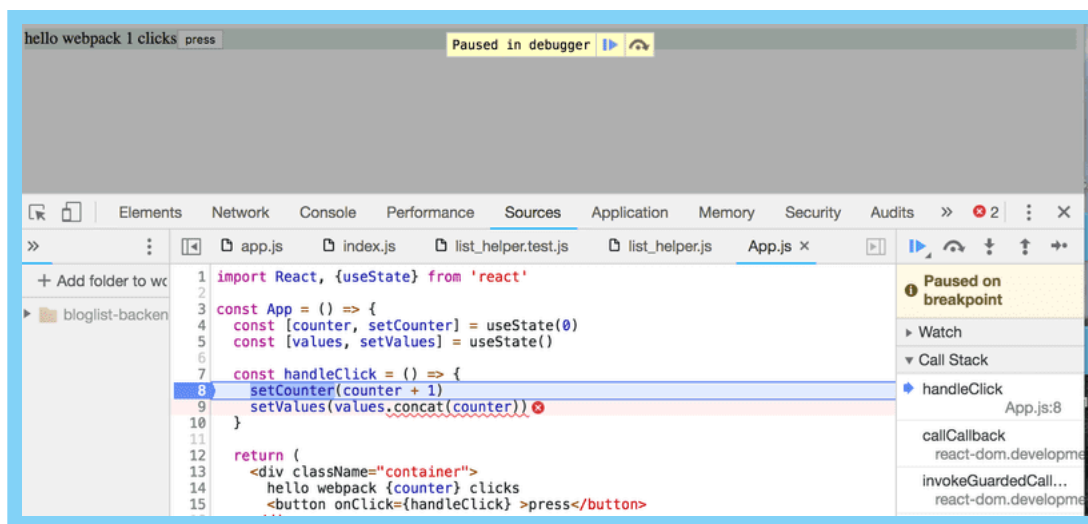 hello webpack 1 clicks press
Paused in debugger
Elements Network Console Performance Sources Application Memory Security Audits » 2
» app.js index.js list_helper.test.js list_helper.js App.js ×
+ Add folder to wc
bloglist-backen
1 import React, {useState} from 'react'
2
3 const App = () => {
4 const [counter, setCounter] = useState(0)
5 const [values, setValues] = useState()
6
7 const handleClick = () => {
8 setCounter(counter + 1)
9 setValues(values.concat(counter))
10 }
11
12 return (
13 <div className="container">
14 hello webpack {counter} clicks
15 <button onClick={handleClick} >press</button>
Paused on
breakpoint
Watch
Call Stack
handleClick
App.js:8
callCallback
react-dom.developme
invokeGuardedCall...
react-dom.developme